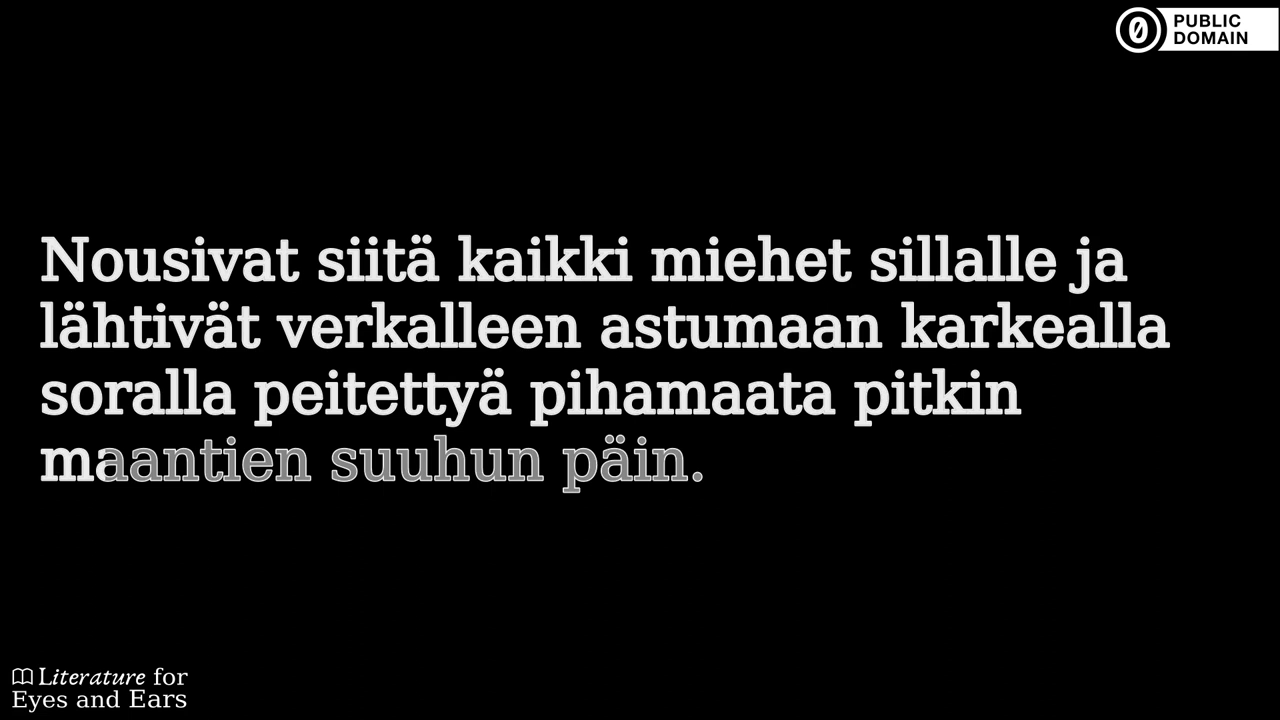 PUBLIC
DOMAIN
Nousivat siitä kaikki miehet sillalle ja
lähtivät verkalleen astumaan karkealla
soralla peitettyä pihamaata pitkin
maantien suuhun päin.
Literature for
Eyes and Ears